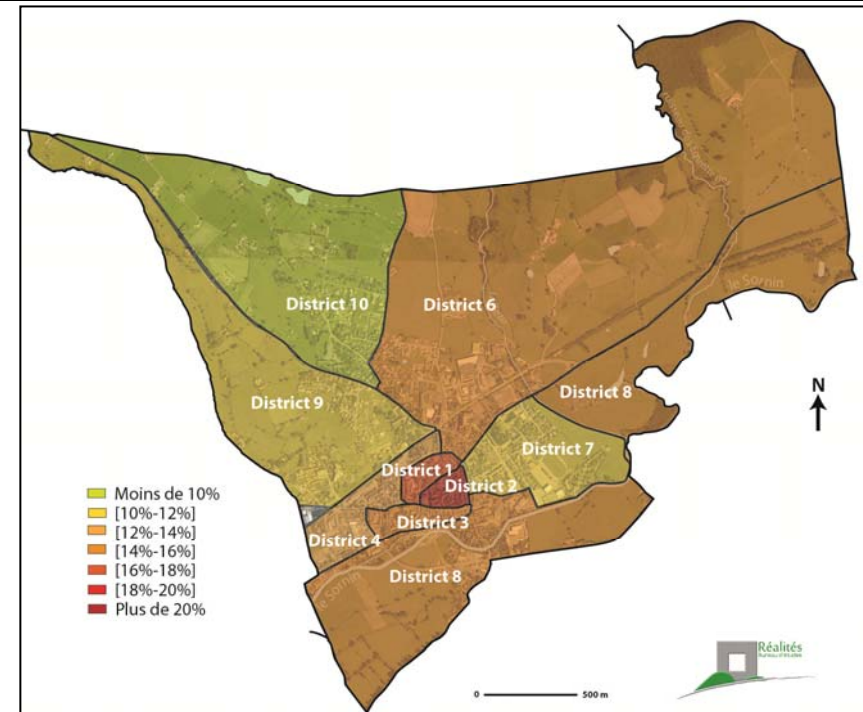 le Sornin
District 10
District 6
District 9
District 8
N
District 7
District 1
District 2
District 3
District 4
District 8
le Sornin
Moins de 10%
[10%-12%]
[12%-14%]
[14%-16%]
[16%-18%]
[18%-20%]
Plus de 20%
Réalités
Bureau d'études
0
500 m